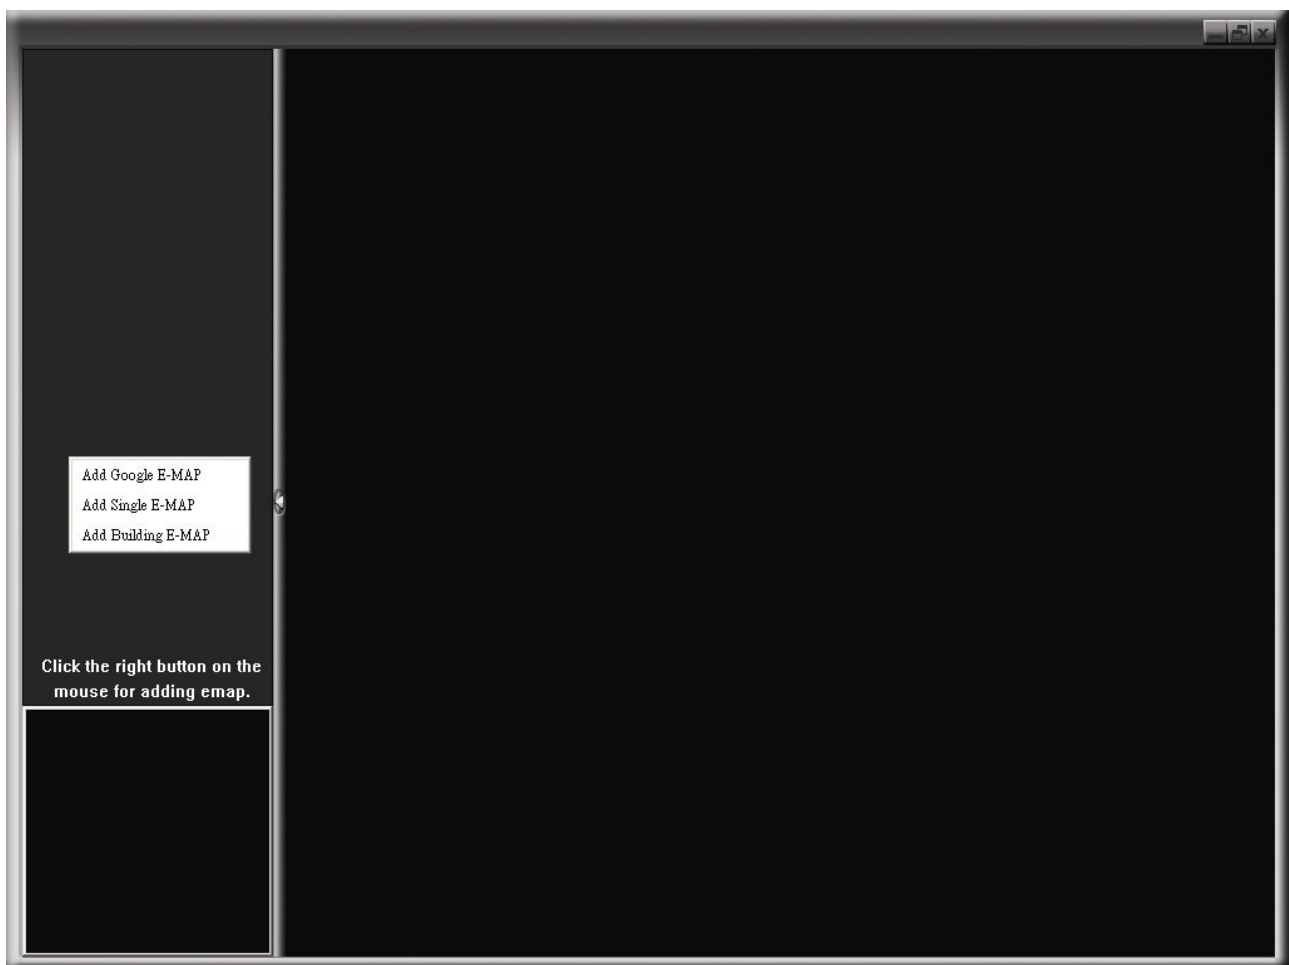 Add Google E-MAP
Add Single E-MAP
Add Building E-MAP
Click the right button on the
mouse for adding emap.